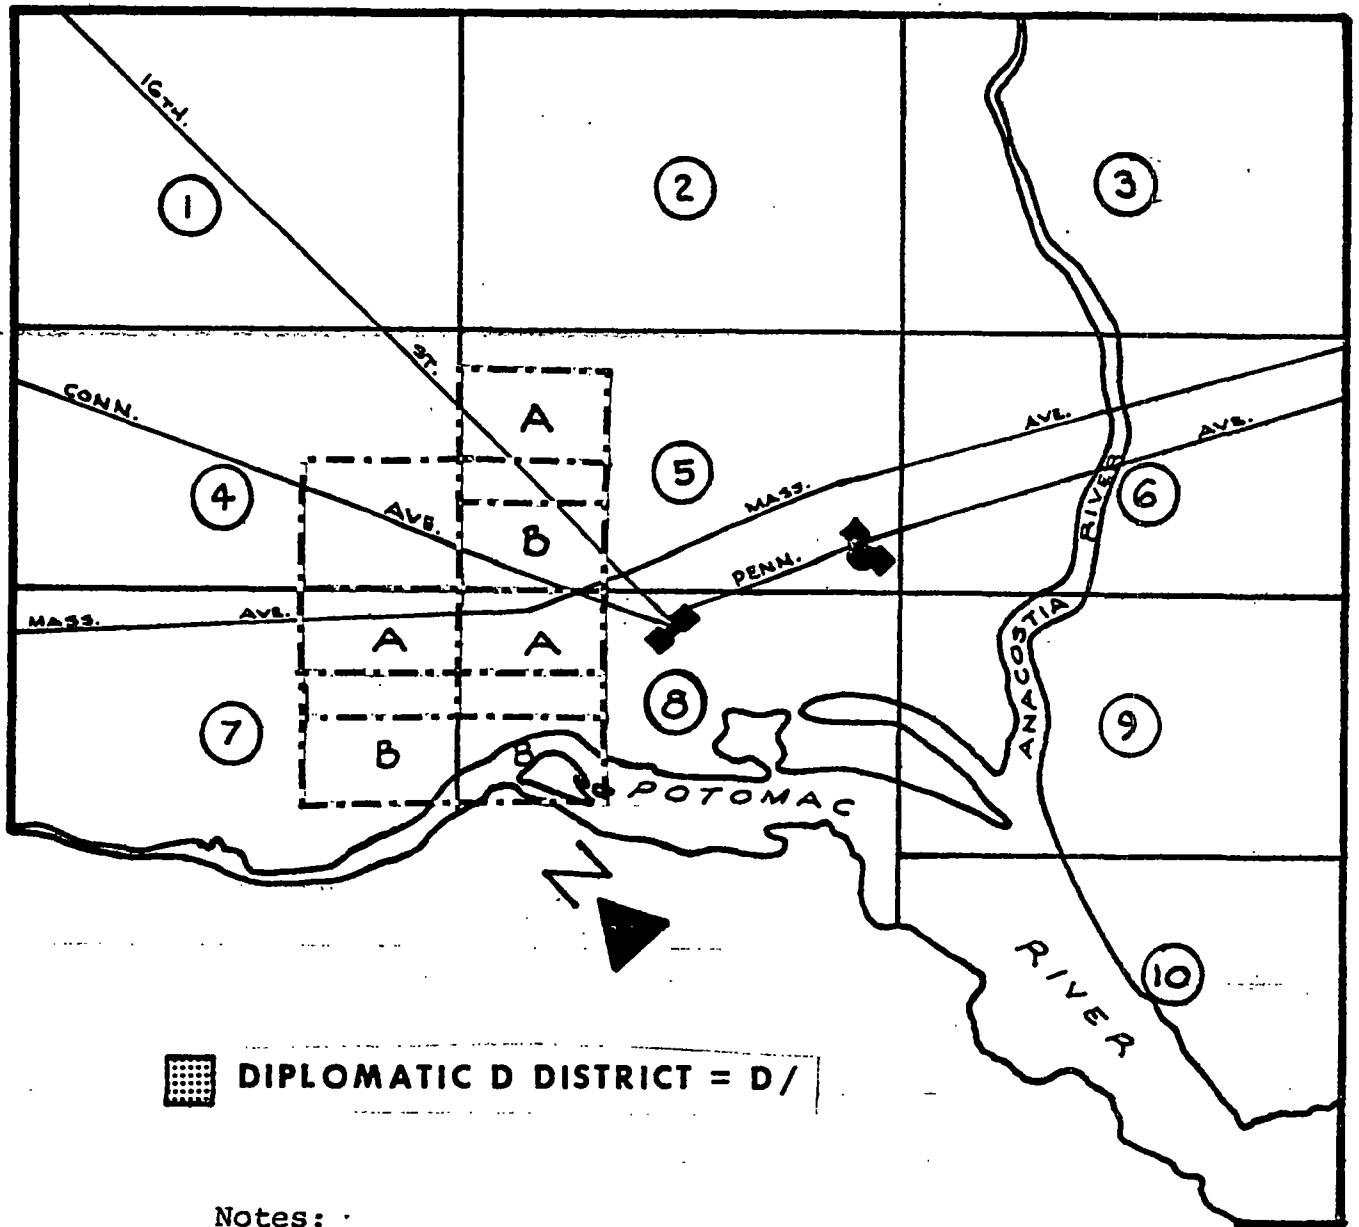 16TH.
1
2
3
ST.
CONN.
A
AVE.
4
5
MASS.
AVE.
AVE.
RIVER
6
B
PENN.
MASS.
AVE.
A
A
ANACOSTIA
7
8
9
B
B
POTOMAC
N
RIVER
10
DIPLOMATIC D DISTRICT = D/
Notes: